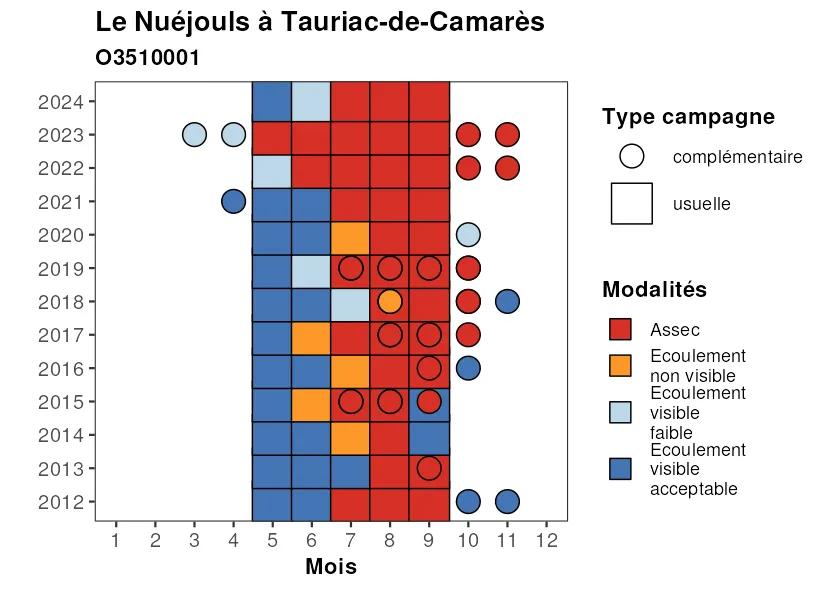 Le Nuéjouls à Tauriac-de-Camarès
O3510001
2024
2023
2022
2021
2020
2019
2018
2017
2016
2015
2014
2013
2012
1 2 3 4 5 6 7 8 9 10 11 12
Mois
Type campagne
complémentaire
usuelle
Modalités
Assec
Ecoulement
non visible
Ecoulement
visible
faible
Ecoulement
visible
acceptable